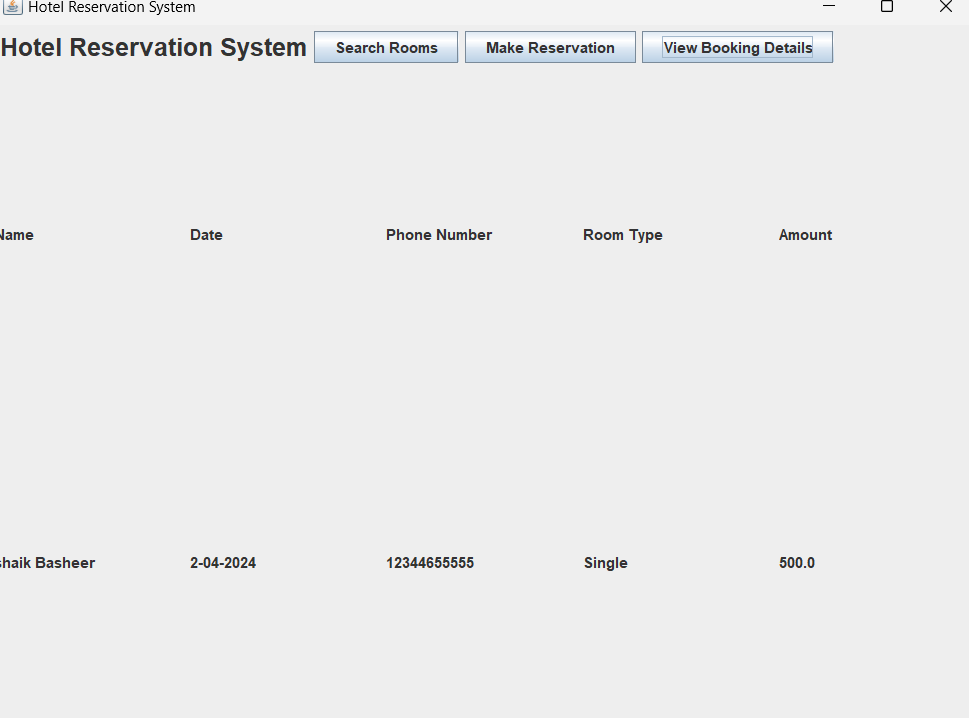 Hotel Reservation System
Hotel Reservation System Search Rooms Make Reservation View Booking Details
Name Date Phone Number Room Type Amount
shaik Basheer 2-04-2024 12344655555 Single 500.0